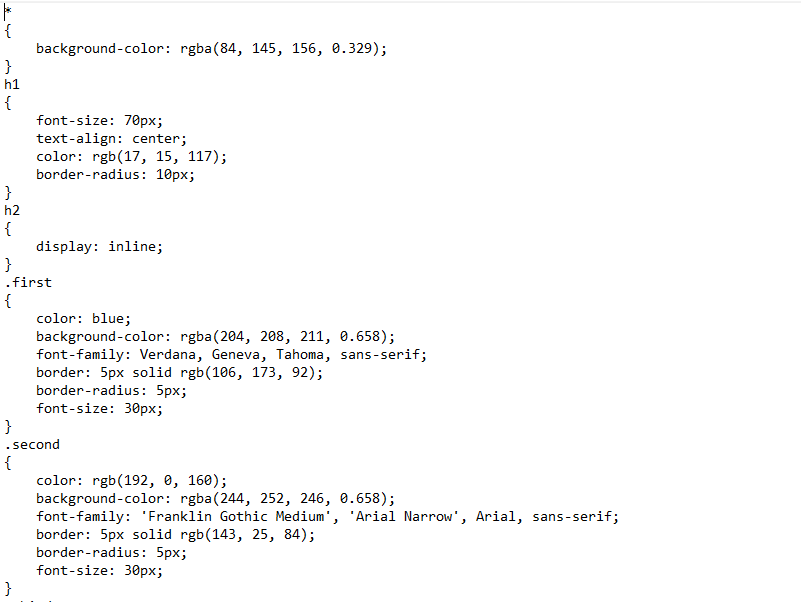 *
{
    background-color: rgba(84, 145, 156, 0.329);
}
h1
{
    font-size: 70px;
    text-align: center;
    color: rgb(17, 15, 117);
    border-radius: 10px;
}
h2
{
    display: inline;
}
.first
{
    color: blue;
    background-color: rgba(204, 208, 211, 0.658);
    font-family: Verdana, Geneva, Tahoma, sans-serif;
    border: 5px solid rgb(106, 173, 92);
    border-radius: 5px;
    font-size: 30px;
}
.second
{
    color: rgb(192, 0, 160);
    background-color: rgba(244, 252, 246, 0.658);
    font-family: 'Franklin Gothic Medium', 'Arial Narrow', Arial, sans-serif;
    border: 5px solid rgb(143, 25, 84);
    border-radius: 5px;
    font-size: 30px;
}